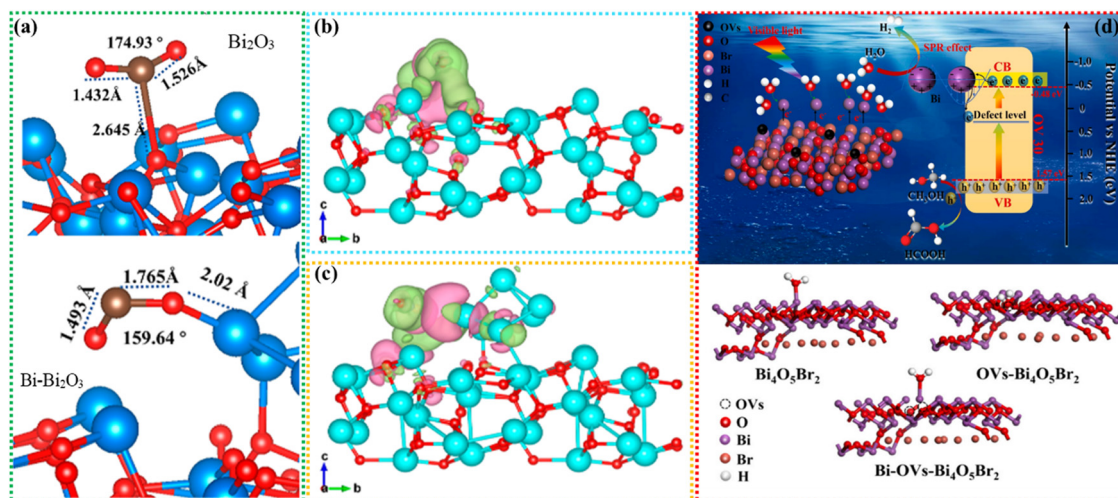 (a)
174.93 °
Bi₂O₃
1.432Å
1.526Å
2.645 Å
1.765Å
2.02 Å
1.493 Å
159.64 °
Bi-Bi₂O₃
(b)
c
a
b
(c)
c
a
b
(d)
OVs
O
Br
Bi
H
C
Visible light
H₂
H₂O
SPR effect
Bi
CB
Defect level
OV 3D
CH₃OH
h⁺ h⁺ h⁺ h⁺ h⁺
h⁺
VB
HCOOH
-1.0
-0.5
0
0.5
1.0
1.5
2.0
Potential vs NHE (V)
Bi₄O₅Br₂
OVs-Bi₄O₅Br₂
OVs
O
Bi
Br
H
Bi-OVs-Bi₄O₅Br₂